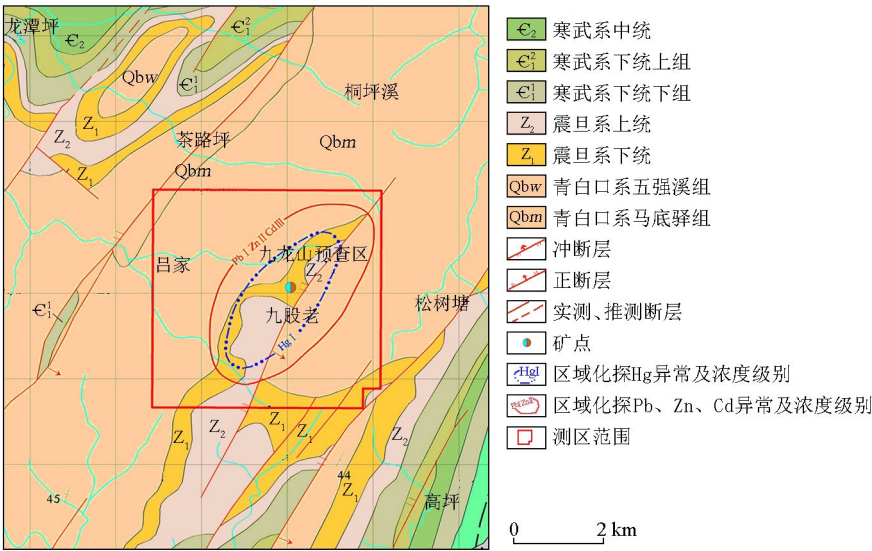 龙潭坪
Є₂
Є₁²
Qbw
Є₁¹
桐坪溪
Z₁
Z₂
茶路坪
Qbm
Z₁
Qbm
PbⅠZnⅡCdⅢ
九龙山预查区
吕家
Z₂
Є₁¹
松树塘
九股老
HgⅠ
Z₁
Z₂
Z₁
Z₁
Z₂
45
44
Z₁
高坪
Є₂ 寒武系中统
Є₁² 寒武系下统上组
Є₁¹ 寒武系下统下组
Z₂ 震旦系上统
Z₁ 震旦系下统
Qbw 青白口系五强溪组
Qbm 青白口系马底驿组
冲断层
正断层
实测、推测断层
矿点
HgⅠ 区域化探Hg异常及浓度级别
区域化探Pb、Zn、Cd异常及浓度级别
测区范围
0 2 km